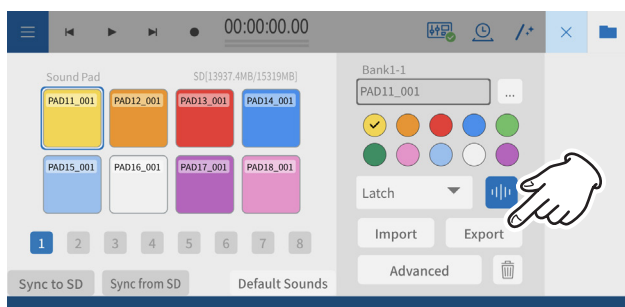 00:00:00.00
Sound Pad SD[13937.4MB/15319MB]
PAD11_001 PAD12_001 PAD13_001 PAD14_001
PAD15_001 PAD16_001 PAD17_001 PAD18_001
1 2 3 4 5 6 7 8
Sync to SD Sync from SD Default Sounds
Bank1-1
PAD11_001 ...
Latch
Import Export
Advanced